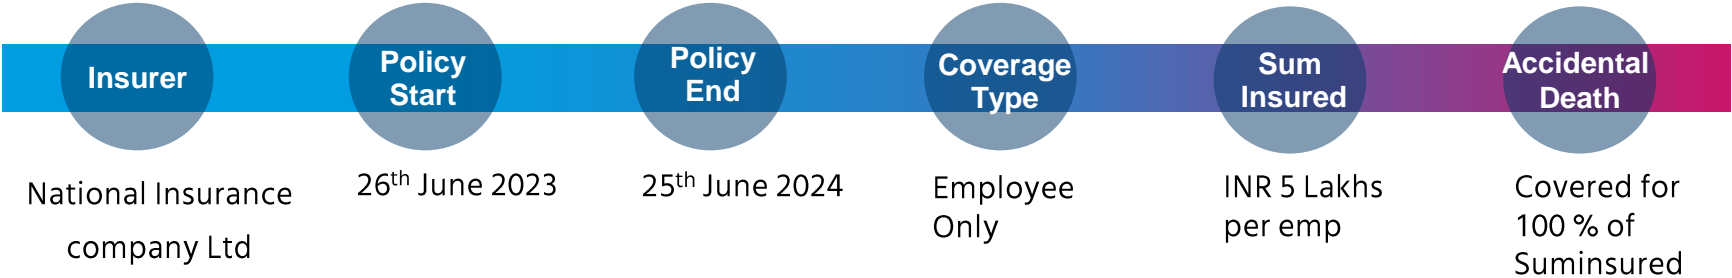 Insurer
National Insurance
company Ltd
Policy
Start
26th June 2023
Policy
End
25th June 2024
Coverage
Type
Employee
Only
Sum
Insured
INR 5 Lakhs
per emp
Accidental
Death
Covered for
100 % of
Suminsured